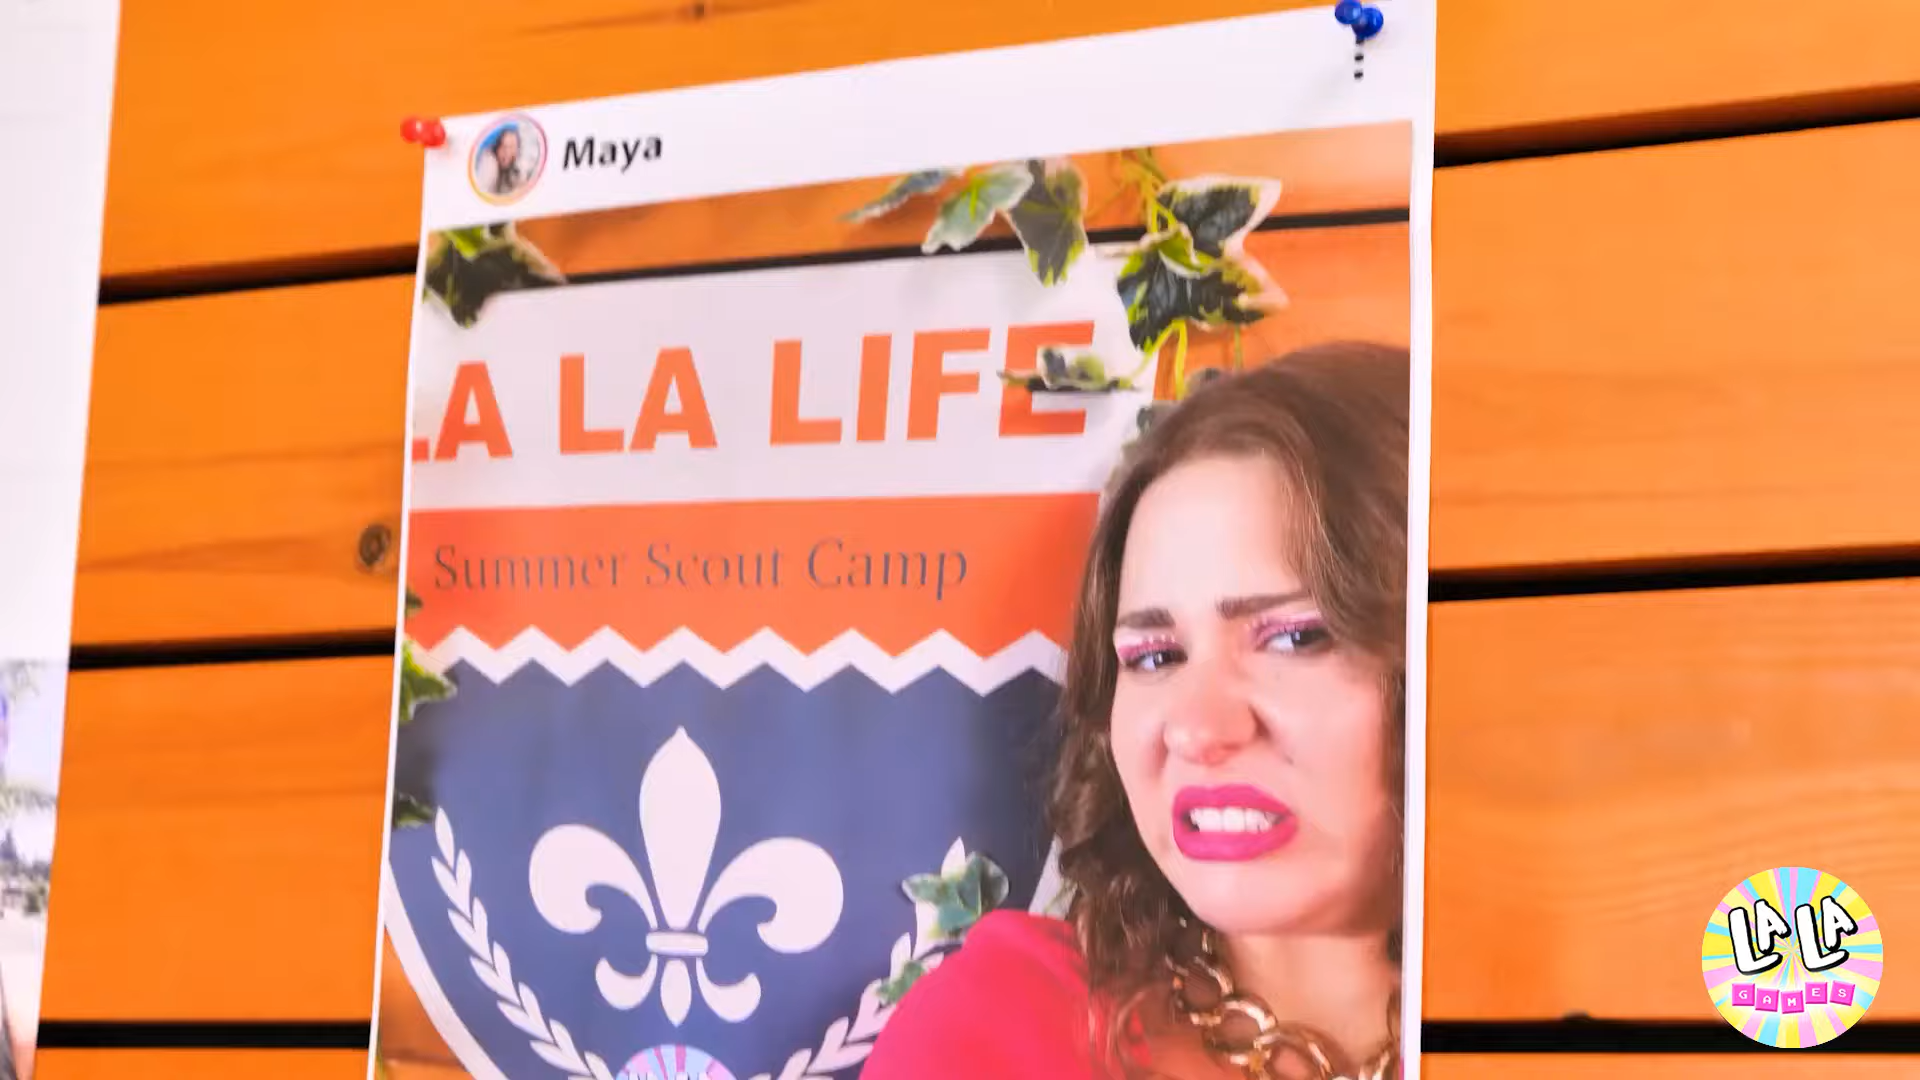 Maya
LA LA LIFE
Summer Scout Camp
LA LA
GAMES